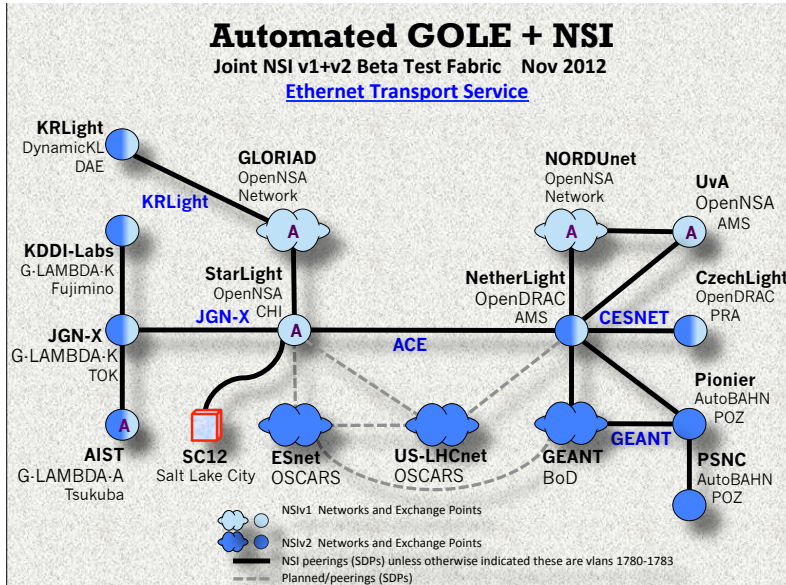 Automated GOLE + NSI
Joint NSI v1+v2 Beta Test Fabric Nov 2012
Ethernet Transport Service
KRLight
DynamicKL
DAE
KRLight
GLORIAD
OpenNSA
Network
A
NORDUnet
OpenNSA
Network
A
UvA
OpenNSA
AMS
A
KDDI-Labs
G·LAMBDA·K
Fujimino
StarLight
OpenNSA
CHI
A
NetherLight
OpenDRAC
AMS
CzechLight
OpenDRAC
PRA
JGN-X
CESNET
ACE
JGN-X
G·LAMBDA·K
TOK
Pionier
AutoBAHN
POZ
A
AIST
G·LAMBDA·A
Tsukuba
SC12
Salt Lake City
ESnet
OSCARS
US-LHCnet
OSCARS
GEANT
BoD
GEANT
PSNC
AutoBAHN
POZ
NSIv1 Networks and Exchange Points
NSIv2 Networks and Exchange Points
NSI peerings (SDPs) unless otherwise indicated these are vlans 1780-1783
Planned/peerings (SDPs)